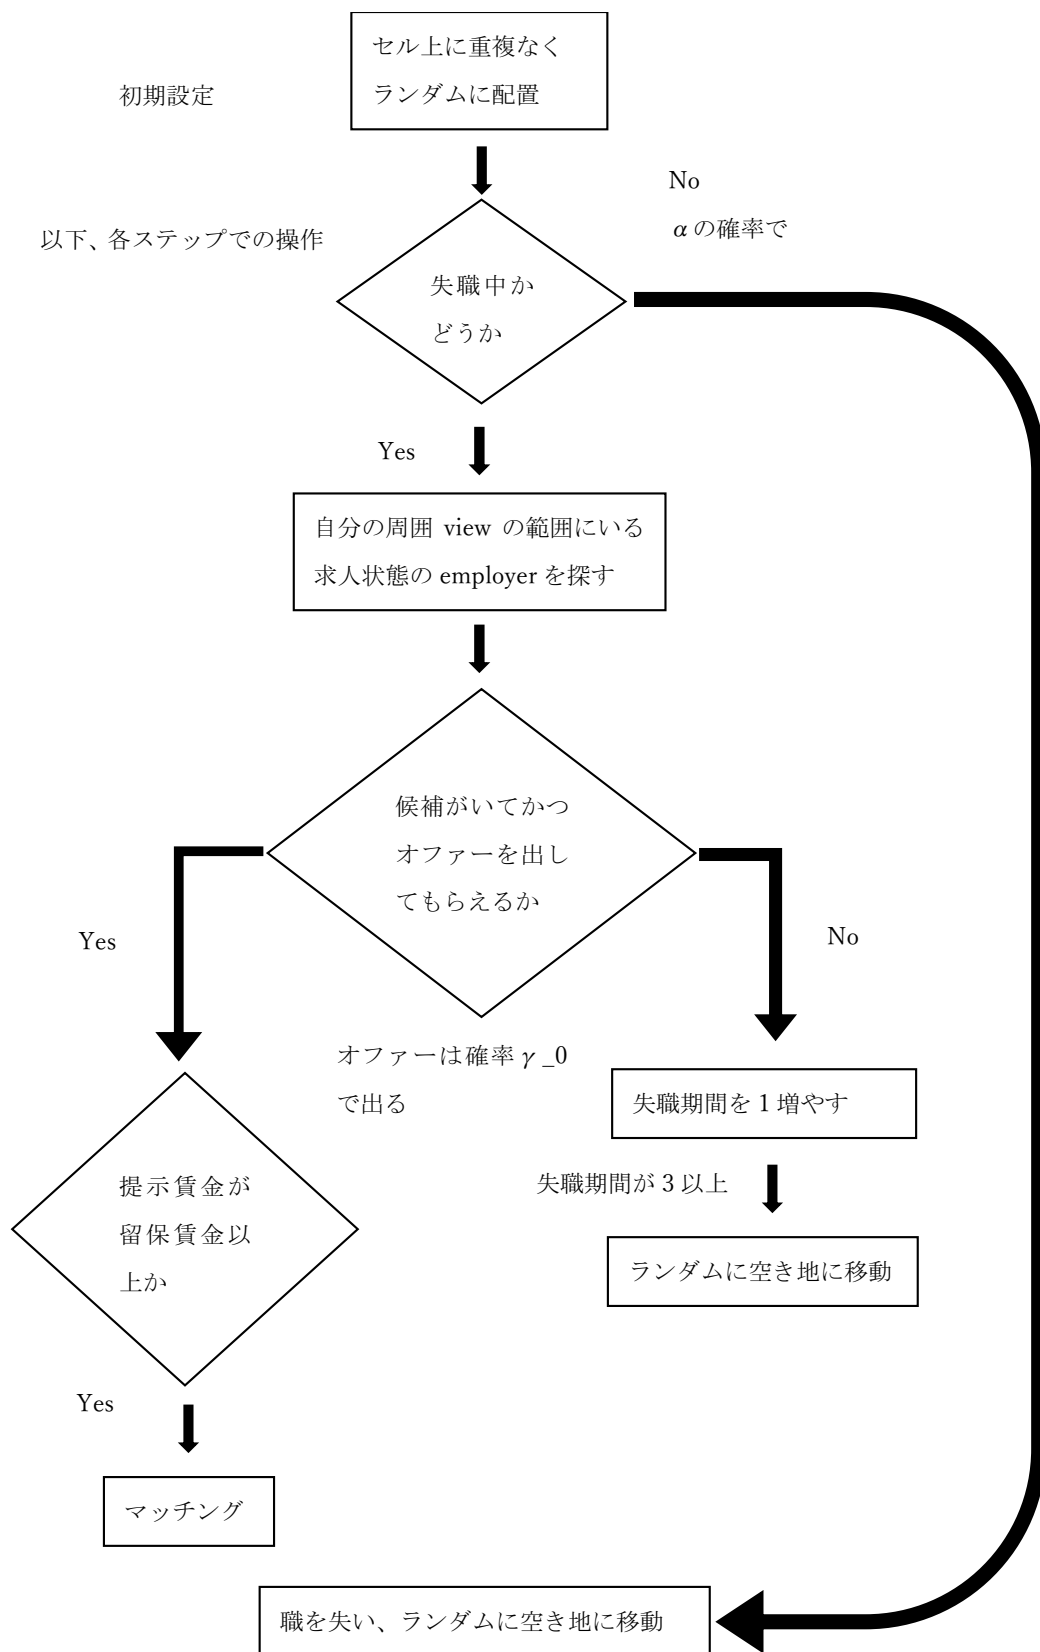 セル上に重複なく
ランダムに配置
初期設定
No
αの確率で
以下、各ステップでの操作
失職中か
どうか
Yes
自分の周囲 view の範囲にいる
求人状態の employer を探す
候補がいてかつ
オファーを出し
てもらえるか
Yes
No
オファーは確率γ_0
で出る
失職期間を1増やす
失職期間が3以上
ランダムに空き地に移動
提示賃金が
留保賃金以
上か
Yes
マッチング
職を失い、ランダムに空き地に移動